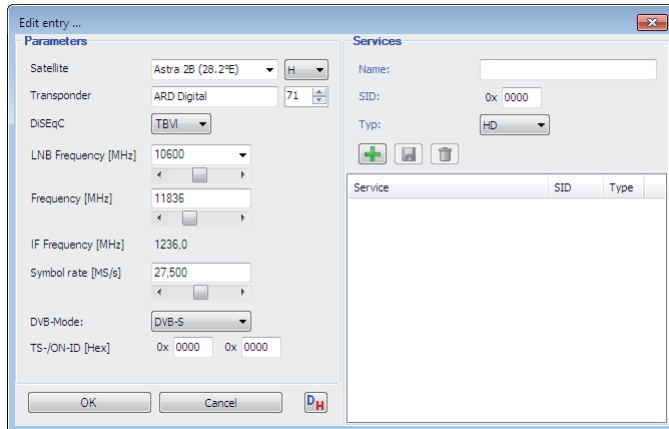 Edit entry ...
Parameters
Satellite Astra 2B (28.2ºE) H
Transponder ARD Digital 71
DiSEqC TBVI
LNB Frequency [MHz] 10600
Frequency [MHz] 11836
IF Frequency [MHz] 1236,0
Symbol rate [MS/s] 27,500
DVB-Mode: DVB-S
TS-/ON-ID [Hex] 0x 0000 0x 0000
OK Cancel DH
Services
Name:
SID: 0x 0000
Typ: HD
Service SID Type